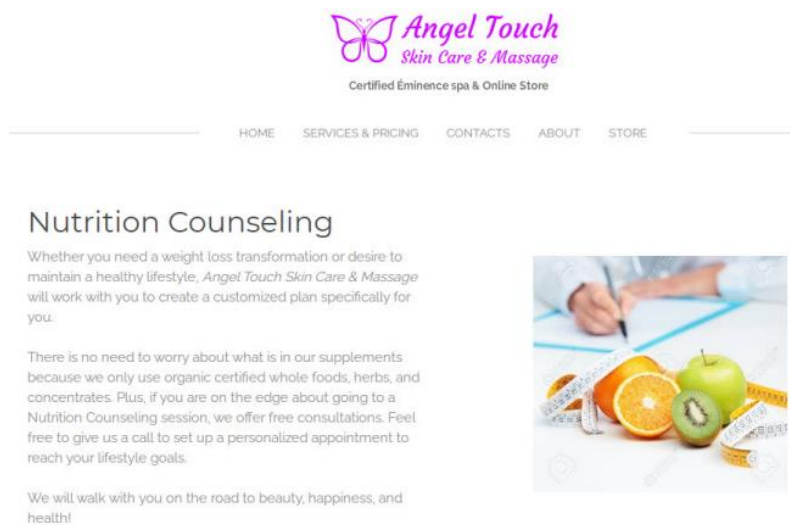 Angel Touch
Skin Care & Massage
Certified Éminence spa & Online Store
HOME SERVICES & PRICING CONTACTS ABOUT STORE
Nutrition Counseling
Whether you need a weight loss transformation or desire to
maintain a healthy lifestyle, Angel Touch Skin Care & Massage
will work with you to create a customized plan specifically for
you.
There is no need to worry about what is in our supplements
because we only use organic certified whole foods, herbs, and
concentrates. Plus, if you are on the edge about going to a
Nutrition Counseling session, we offer free consultations. Feel
free to give us a call to set up a personalized appointment to
reach your lifestyle goals.
We will walk with you on the road to beauty, happiness, and
health!